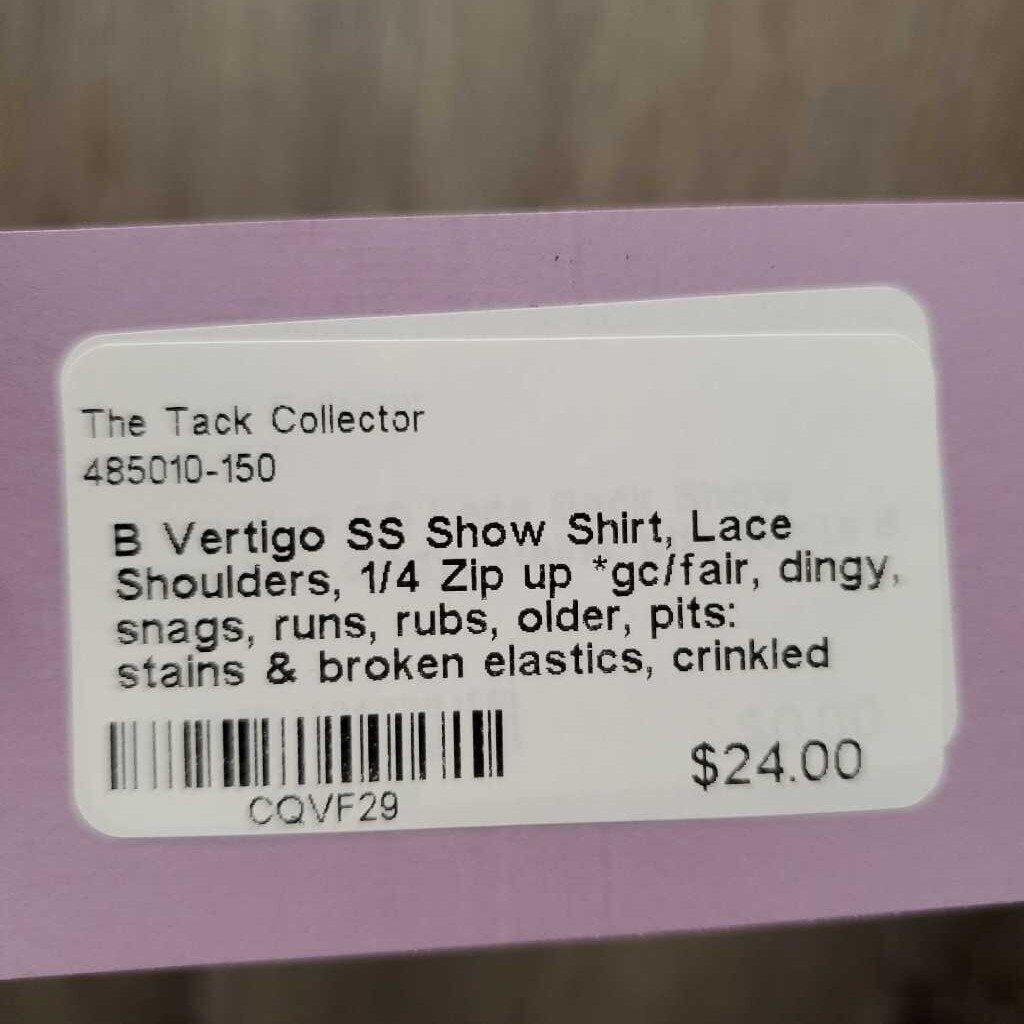 The Tack Collector
485010-150
B Vertigo SS Show Shirt, Lace
Shoulders, 1/4 Zip up *gc/fair, dingy,
snags, runs, rubs, older, pits:
stains & broken elastics, crinkled
CQVF29
$24.00